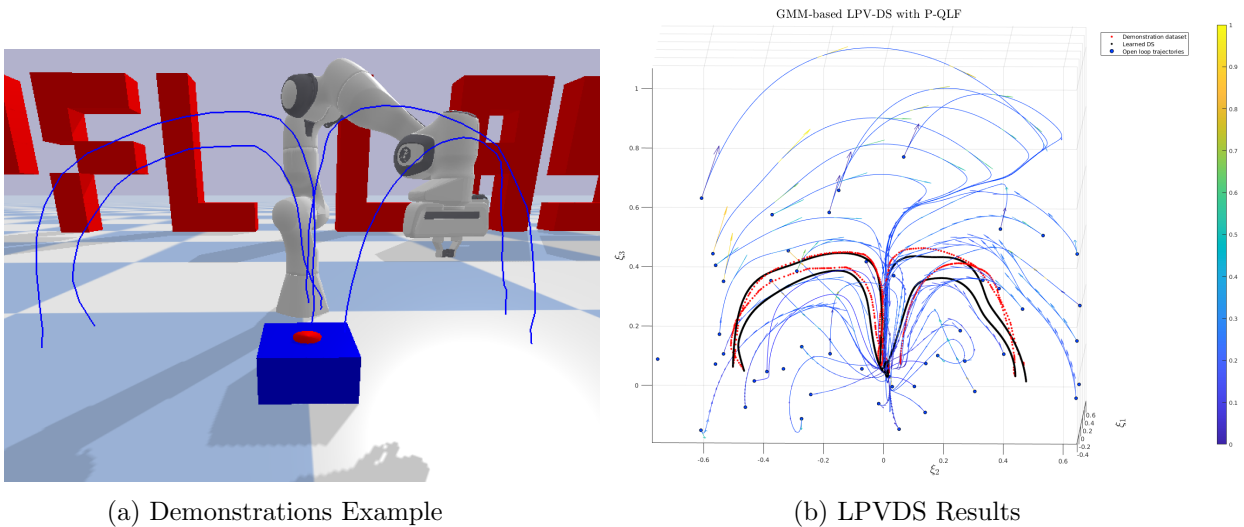 GMM-based LPV-DS with P-QLF
Demonstration dataset
Learned DS
Open loop trajectories
1
0.8
0.6
ξ₃
0.4
0.2
0
-0.6 -0.4 -0.2 0 0.2 0.4 0.6
ξ₂
0.6
0.4
0.2
0
-0.2
-0.4
ξ₁
1
0.9
0.8
0.7
0.6
0.5
0.4
0.3
0.2
0.1
0
(a) Demonstrations Example
(b) LPVDS Results